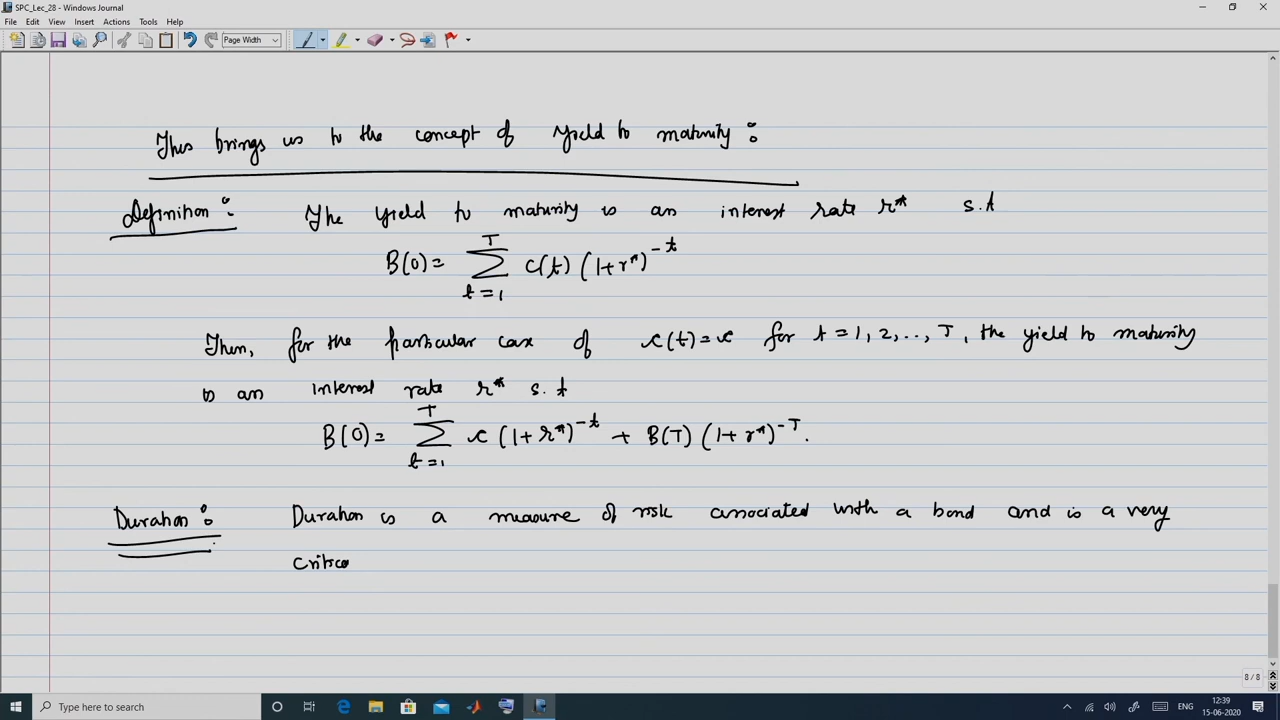 SPC_Lec_28 - Windows Journal
File Edit View Insert Actions Tools Help
Page Width
This brings us to the concept of Yield to maturity :
Definition : The yield to maturity is an interest rate r* s.t
B(0) = ∑_{t=1}^{T} c(t) (1+r*)^{-t}
Then, for the particular case of c(t) = c for t = 1, 2, .., T, the yield to maturity
is an interest rate r* s.t
B(0) = ∑_{t=1}^{T} c (1+r*)^{-t} + B(T) (1+r*)^{-T}.
Duration : Duration is a measure of risk associated with a bond and is a very
critica
8 / 8
Type here to search
ENG
12:39
15-06-2020